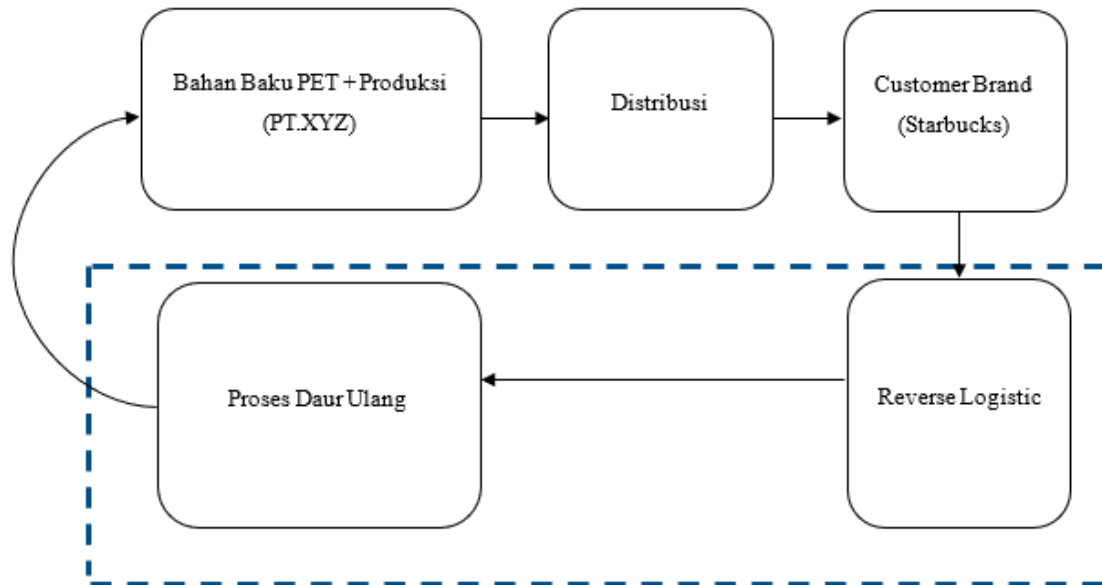 Bahan Baku PET + Produksi
(PT.XYZ)
Distribusi
Customer Brand
(Starbucks)
Proses Daur Ulang
Reverse Logistic